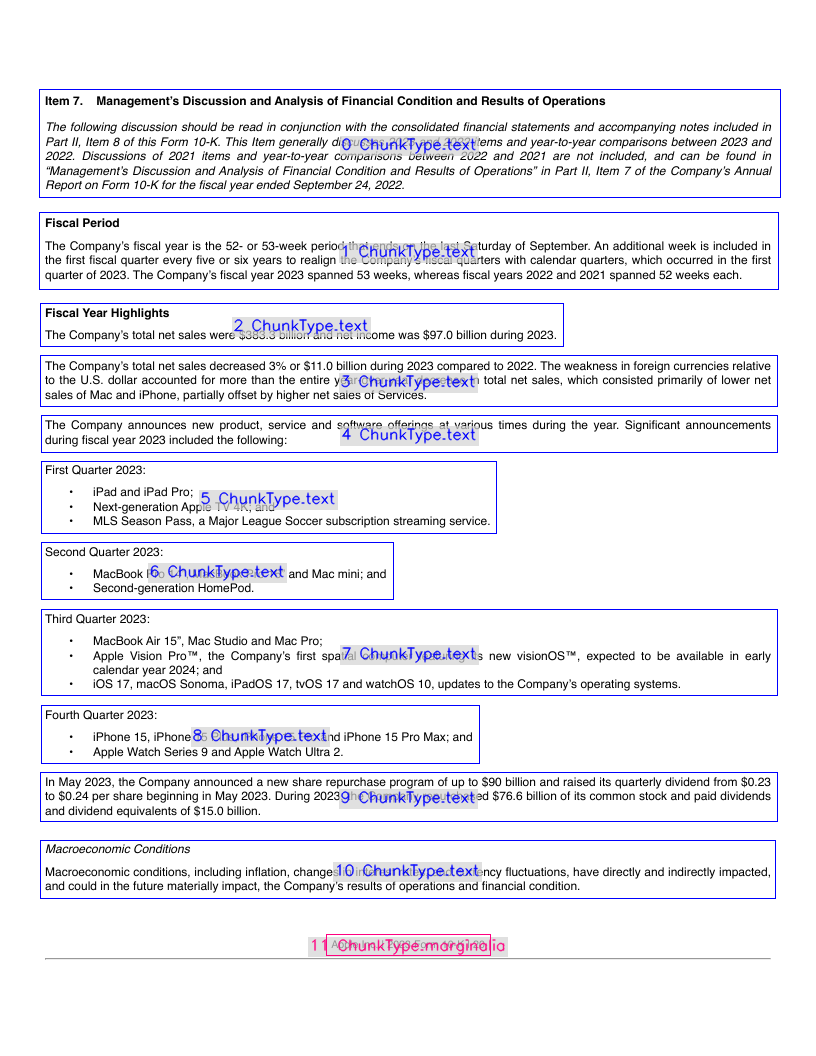 Item 7. Management's Discussion and Analysis of Financial Condition and Results of Operations
The following discussion should be read in conjunction with the consolidated financial statements and accompanying notes included in
Part II, Item 8 of this Form 10-K. This Item generally items and year-to-year comparisons between 2023 and
0 ChunkType.text
2022. Discussions of 2021 items and year-to-year comparisons between 2022 and 2021 are not included, and can be found in
"Management's Discussion and Analysis of Financial Condition and Results of Operations" in Part II, Item 7 of the Company's Annual
Report on Form 10-K for the fiscal year ended September 24, 2022.
Fiscal Period
The Company's fiscal year is the 52- or 53-week period that ends on the last Saturday of September. An additional week is included in
1 ChunkType.text
the first fiscal quarter every five or six years to realign the Company's fiscal quarters with calendar quarters, which occurred in the first
quarter of 2023. The Company's fiscal year 2023 spanned 53 weeks, whereas fiscal years 2022 and 2021 spanned 52 weeks each.
Fiscal Year Highlights
2 ChunkType.text
The Company's total net sales were $383.3 billion and net income was $97.0 billion during 2023.
The Company's total net sales decreased 3% or $11.0 billion during 2023 compared to 2022. The weakness in foreign currencies relative
to the U.S. dollar accounted for more than the entire total net sales, which consisted primarily of lower net
3 ChunkType.text
sales of Mac and iPhone, partially offset by higher net sales of Services.
The Company announces new product, service and software offerings at various times during the year. Significant announcements
4 ChunkType.text
during fiscal year 2023 included the following:
First Quarter 2023:
• iPad and iPad Pro;
5 ChunkType.text
• Next-generation Apple TV 4K; and
• MLS Season Pass, a Major League Soccer subscription streaming service.
Second Quarter 2023:
• MacBook and Mac mini; and
6 ChunkType.text
• Second-generation HomePod.
Third Quarter 2023:
• MacBook Air 15", Mac Studio and Mac Pro;
• Apple Vision Pro™, the Company's first new visionOS™, expected to be available in early
7 ChunkType.text
calendar year 2024; and
• iOS 17, macOS Sonoma, iPadOS 17, tvOS 17 and watchOS 10, updates to the Company's operating systems.
Fourth Quarter 2023:
• iPhone 15, iPhone and iPhone 15 Pro Max; and
8 ChunkType.text
• Apple Watch Series 9 and Apple Watch Ultra 2.
In May 2023, the Company announced a new share repurchase program of up to $90 billion and raised its quarterly dividend from $0.23
to $0.24 per share beginning in May 2023. During 2023 $76.6 billion of its common stock and paid dividends
9 ChunkType.text
and dividend equivalents of $15.0 billion.
Macroeconomic Conditions
Macroeconomic conditions, including inflation, changes fluctuations, have directly and indirectly impacted,
10 ChunkType.text
and could in the future materially impact, the Company's results of operations and financial condition.
11 ChunkType.marginalia